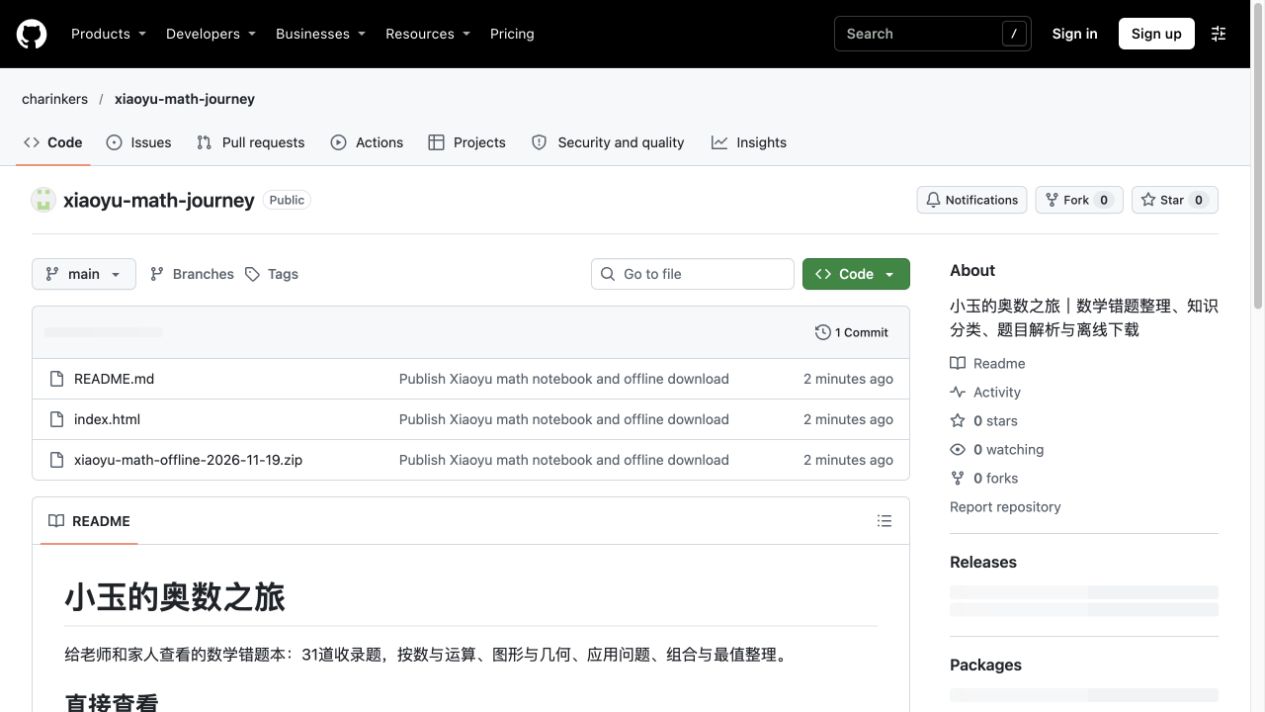 Products Developers Businesses Resources Pricing Search / Sign in Sign up
charinkers / xiaoyu-math-journey
Code Issues Pull requests Actions Projects Security and quality Insights
xiaoyu-math-journey Public Notifications Fork 0 Star 0
main Branches Tags Go to file Code
1 Commit
README.md Publish Xiaoyu math notebook and offline download 2 minutes ago
index.html Publish Xiaoyu math notebook and offline download 2 minutes ago
xiaoyu-math-offline-2026-11-19.zip Publish Xiaoyu math notebook and offline download 2 minutes ago
README
小玉的奥数之旅
给老师和家人查看的数学错题本：31道收录题，按数与运算、图形与几何、应用问题、组合与最值整理。
直接查看
About
小玉的奥数之旅｜数学错题整理、知识
分类、题目解析与离线下载
Readme
Activity
0 stars
0 watching
0 forks
Report repository
Releases
Packages